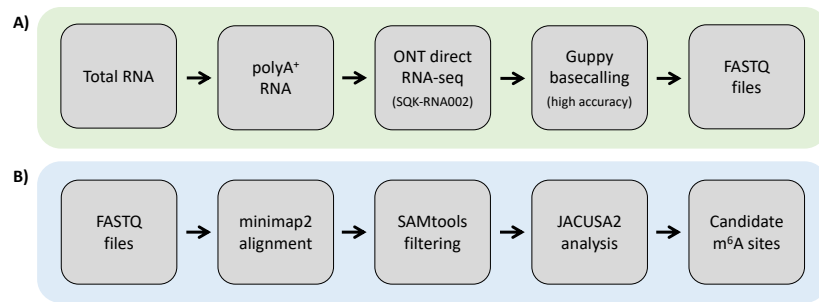 A)
Total RNA
polyA⁺
RNA
ONT direct
RNA-seq
(SQK-RNA002)
Guppy
basecalling
(high accuracy)
FASTQ
files
B)
FASTQ
files
minimap2
alignment
SAMtools
filtering
JACUSA2
analysis
Candidate
m⁶A sites